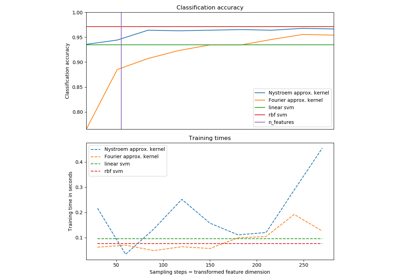 Classification accuracy
1.00
0.95
0.90
0.85
0.80
Classification accuracy
Nystroem approx. kernel
Fourier approx. kernel
linear svm
rbf svm
n_features
Training times
Nystroem approx. kernel
Fourier approx. kernel
linear svm
rbf svm
0.4
0.3
0.2
0.1
Training time in seconds
50
100
150
200
250
Sampling steps = transformed feature dimension